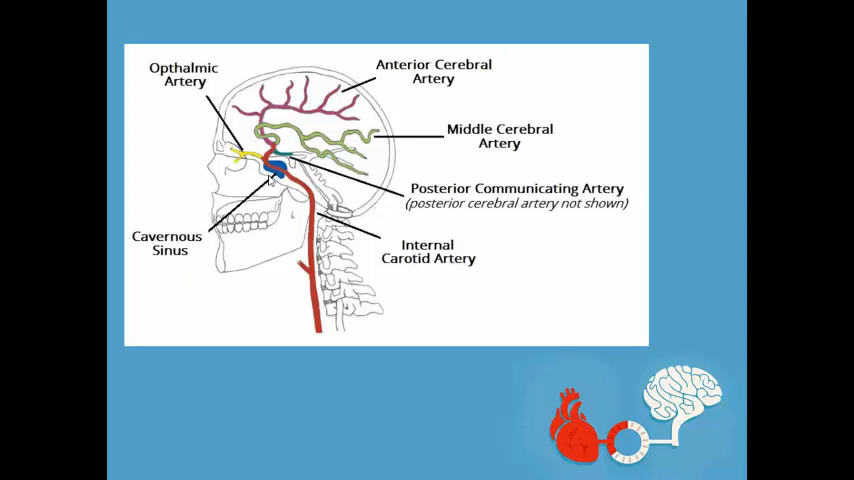 Opthalmic
Artery
Anterior Cerebral
Artery
Middle Cerebral
Artery
Posterior Communicating Artery
(posterior cerebral artery not shown)
Cavernous
Sinus
Internal
Carotid Artery